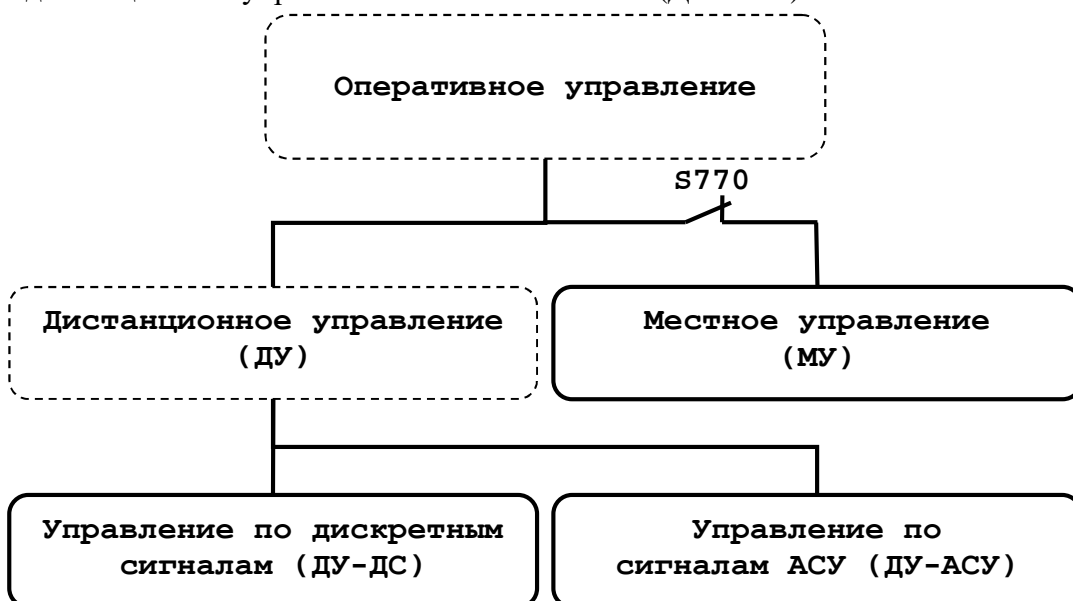 Оперативное управление
S770
Дистанционное управление
(ДУ)
Местное управление
(МУ)
Управление по дискретным
сигналам (ДУ-ДС)
Управление по
сигналам АСУ (ДУ-АСУ)